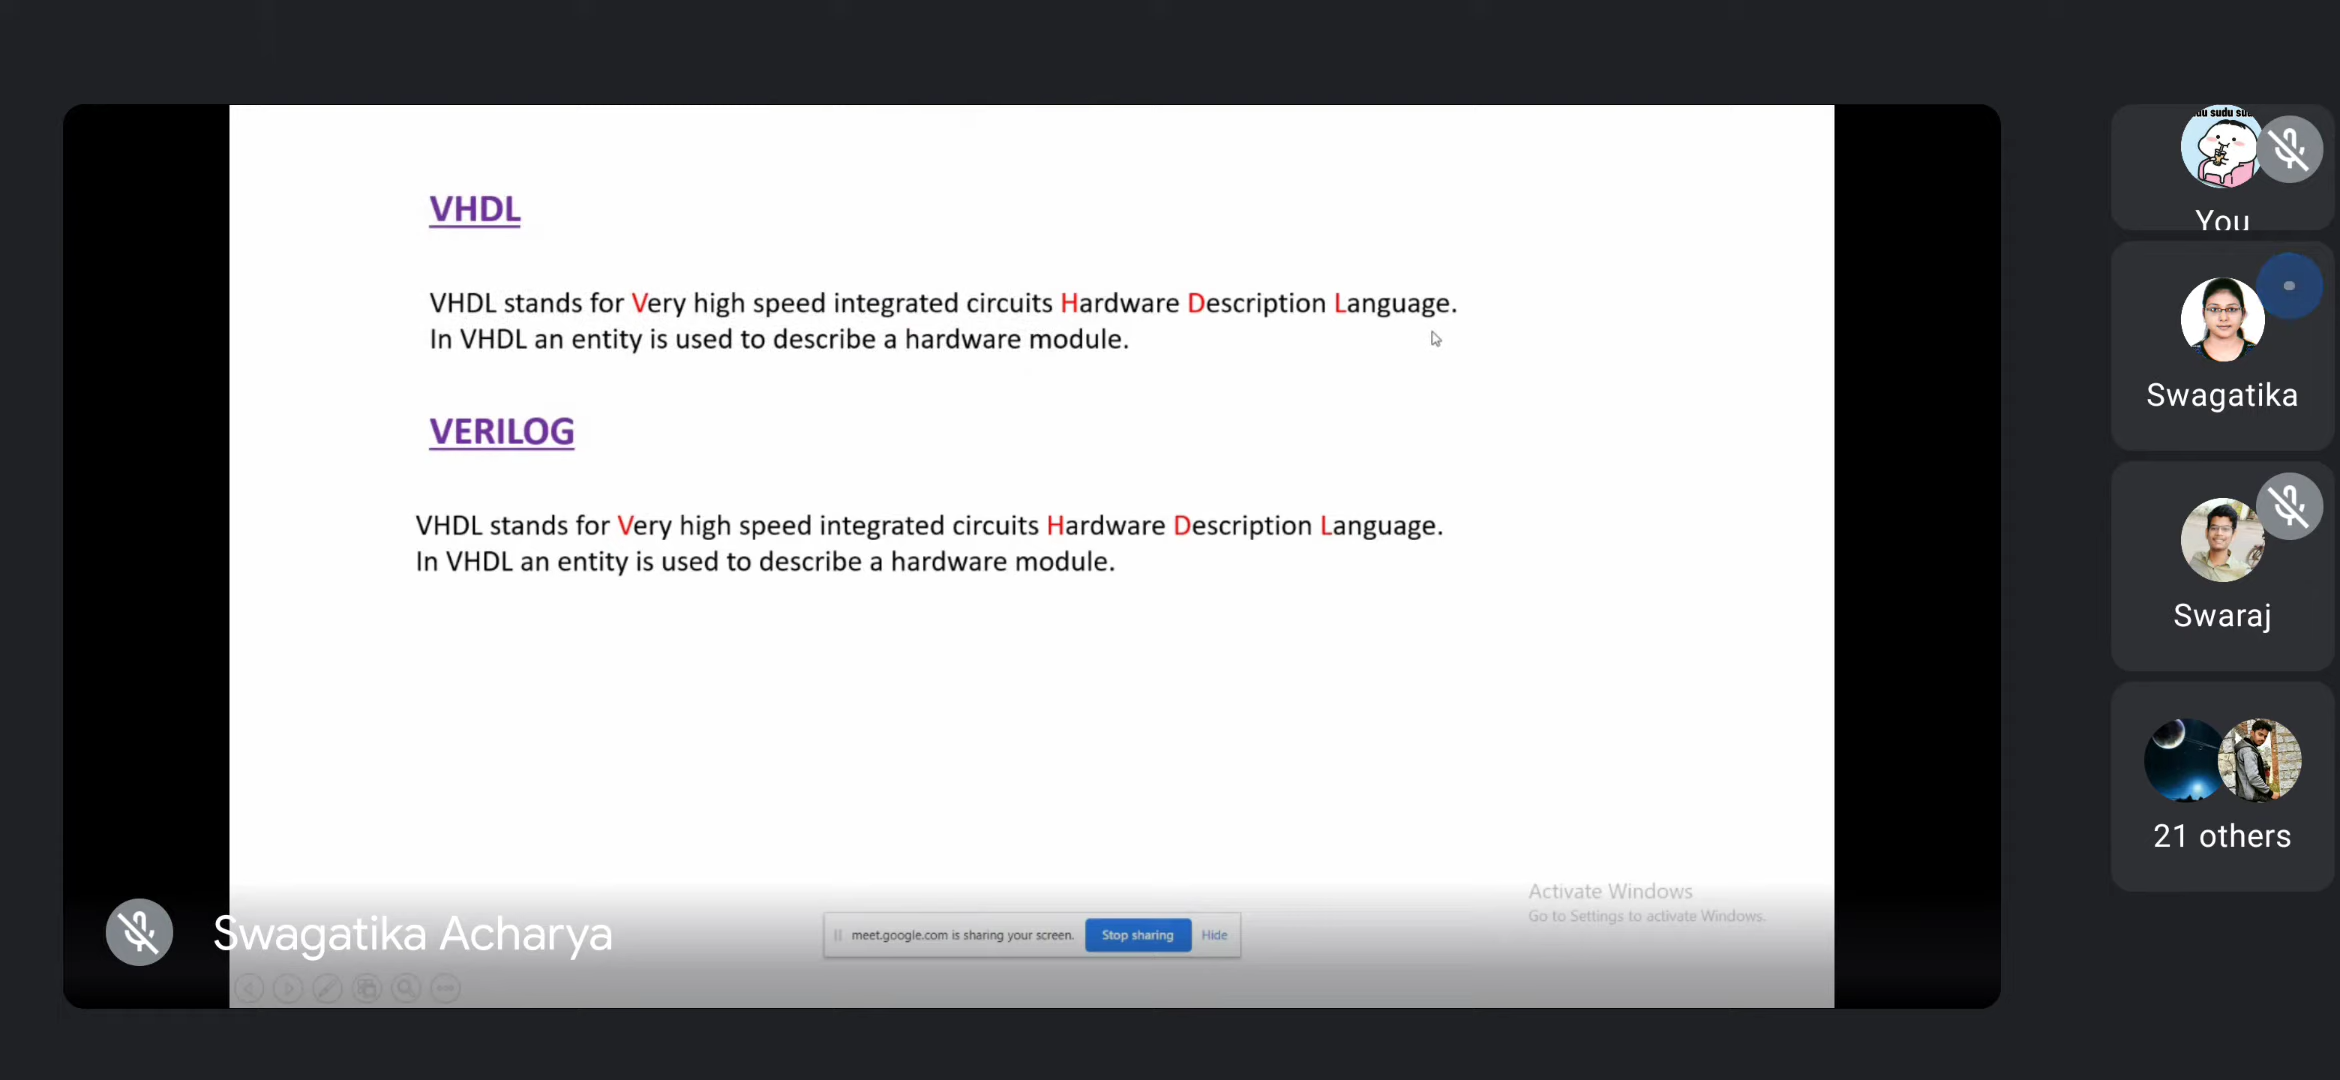 VHDL
VHDL stands for Very high speed integrated circuits Hardware Description Language.
In VHDL an entity is used to describe a hardware module.
VERILOG
VHDL stands for Very high speed integrated circuits Hardware Description Language.
In VHDL an entity is used to describe a hardware module.
Activate Windows
Go to Settings to activate Windows.
meet.google.com is sharing your screen. Stop sharing Hide
Swagatika Acharya
sudu
You
Swagatika
Swaraj
21 others